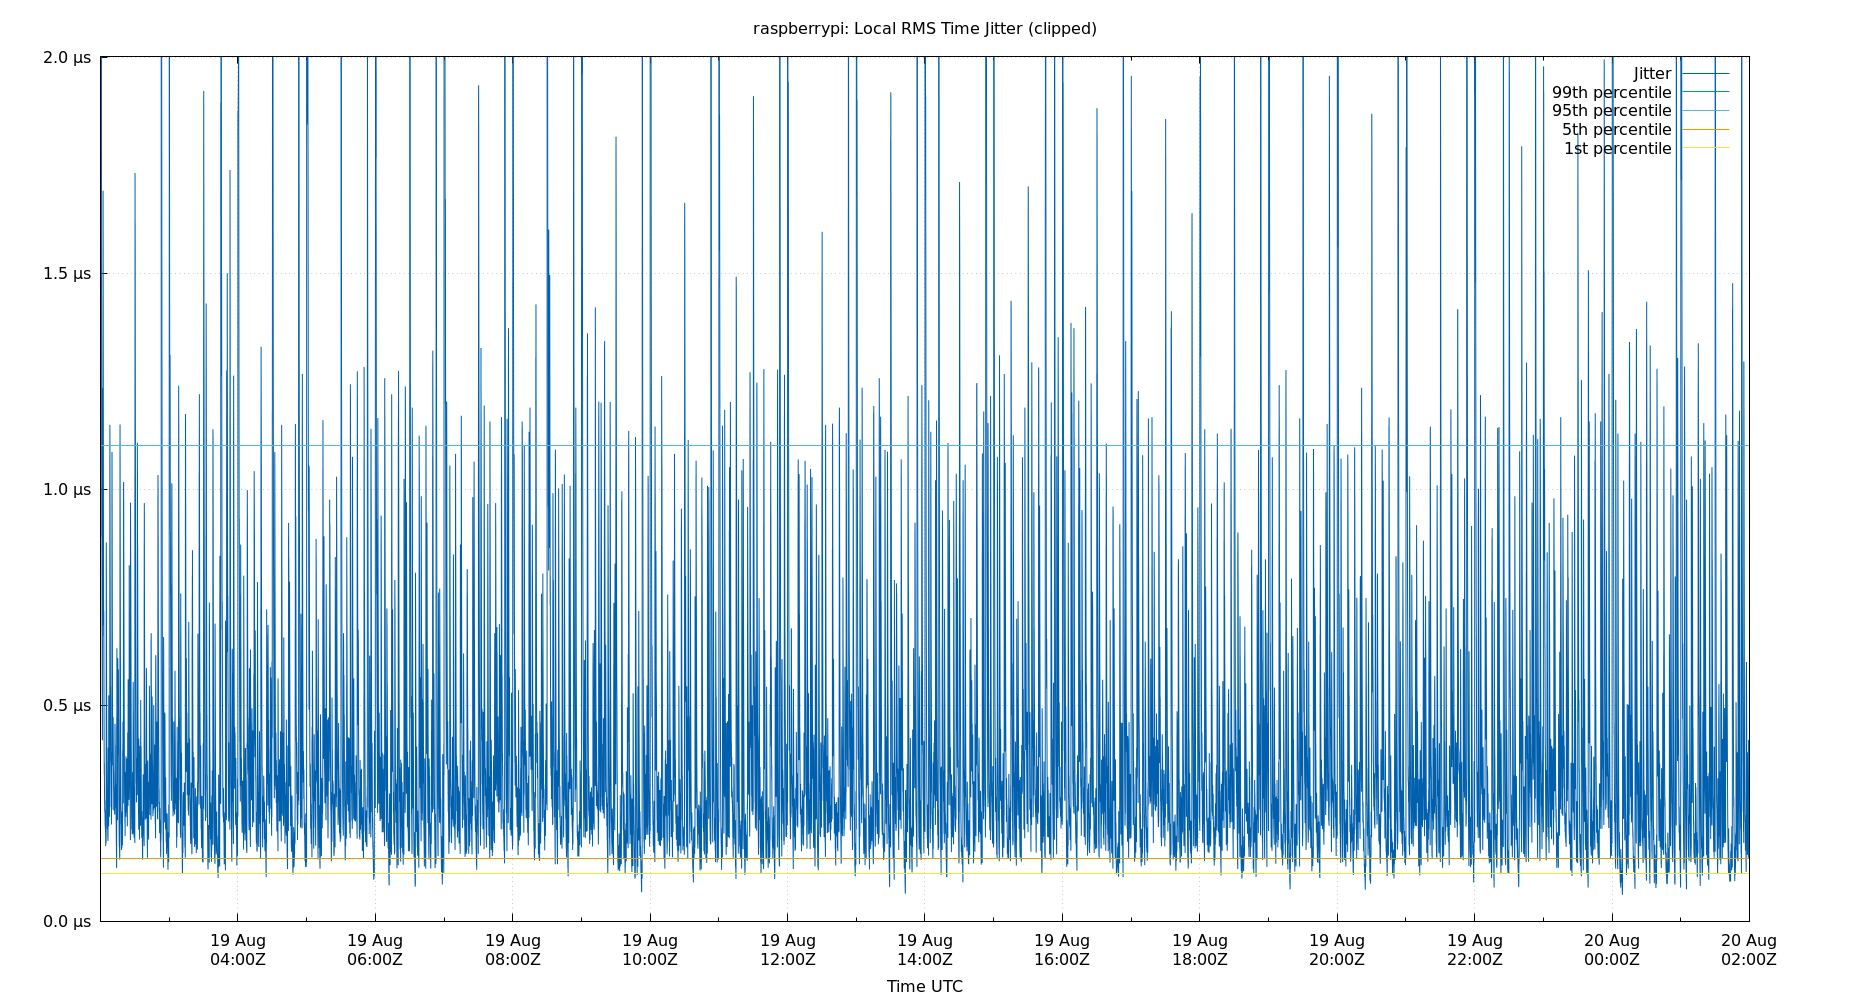 raspberrypi: Local RMS Time Jitter (clipped)
2.0 µs
1.5 µs
1.0 µs
0.5 µs
0.0 µs
Jitter
99th percentile
95th percentile
5th percentile
1st percentile
19 Aug 19 Aug 19 Aug 19 Aug 19 Aug 19 Aug 19 Aug 19 Aug 19 Aug 19 Aug 20 Aug 20 Aug
04:00Z 06:00Z 08:00Z 10:00Z 12:00Z 14:00Z 16:00Z 18:00Z 20:00Z 22:00Z 00:00Z 02:00Z
Time UTC